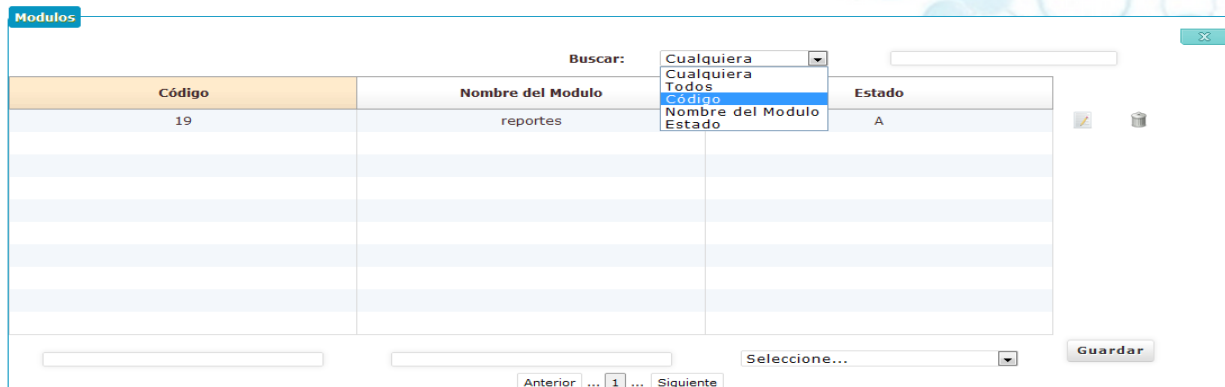 Modulos
Buscar: Cualquiera
Cualquiera
Todos
Código
Nombre del Modulo
Estado
Código Nombre del Modulo Estado
19 reportes A
Seleccione... Guardar
Anterior ... 1 ... Siguiente